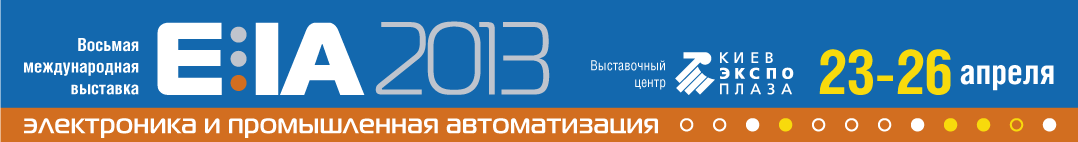 Восьмая
международная
выставка
E:IA 2013
Выставочный
центр
КИЕВ
ЭКСПО
ПЛАЗА
23-26 апреля
электроника и промышленная автоматизация